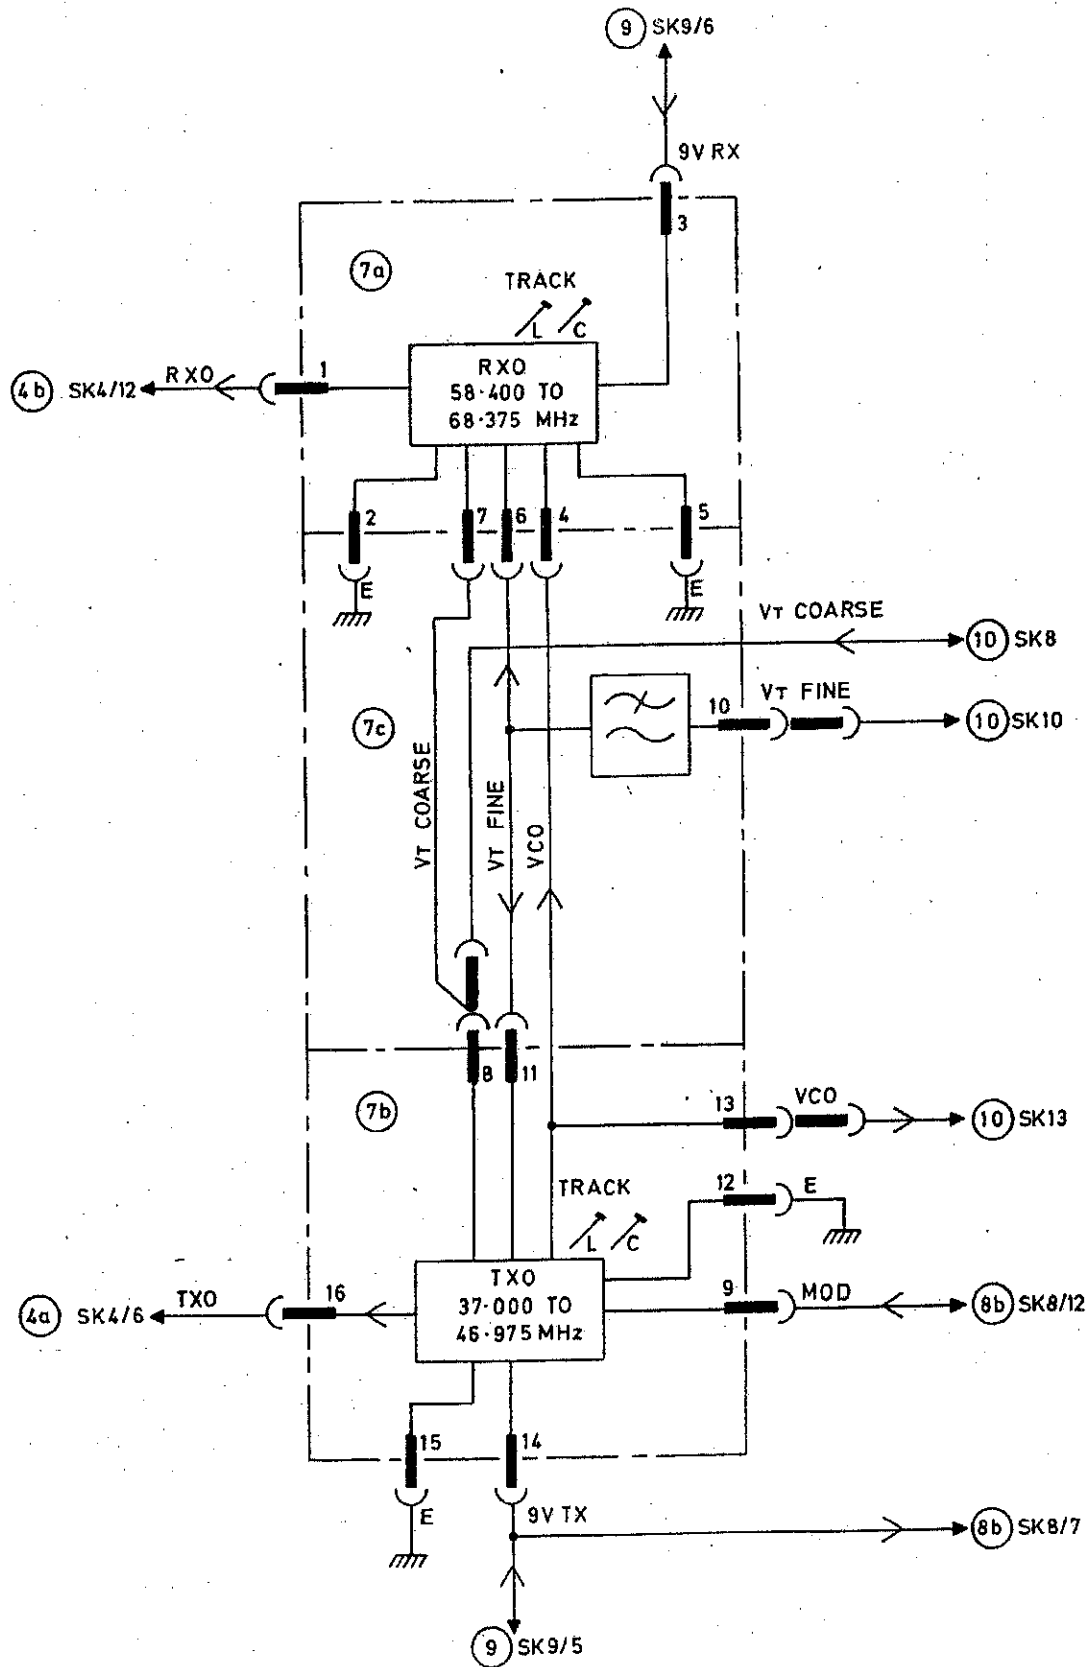 9 SK9/6
9V RX
3
7a
TRACK
L C
RXO
58·400 TO
68·375 MHz
1
RXO
4b SK4/12
2
7
6
4
5
E
E
VT COARSE
10 SK8
VT FINE
10
10 SK10
7c
VT COARSE
VT FINE
VCO
8
11
7b
13
VCO
10 SK13
12
E
TRACK
L C
TXO
37·000 TO
46·975 MHz
16
TXO
4a SK4/6
9
MOD
8b SK8/12
15
14
E
9V TX
8b SK8/7
9 SK9/5